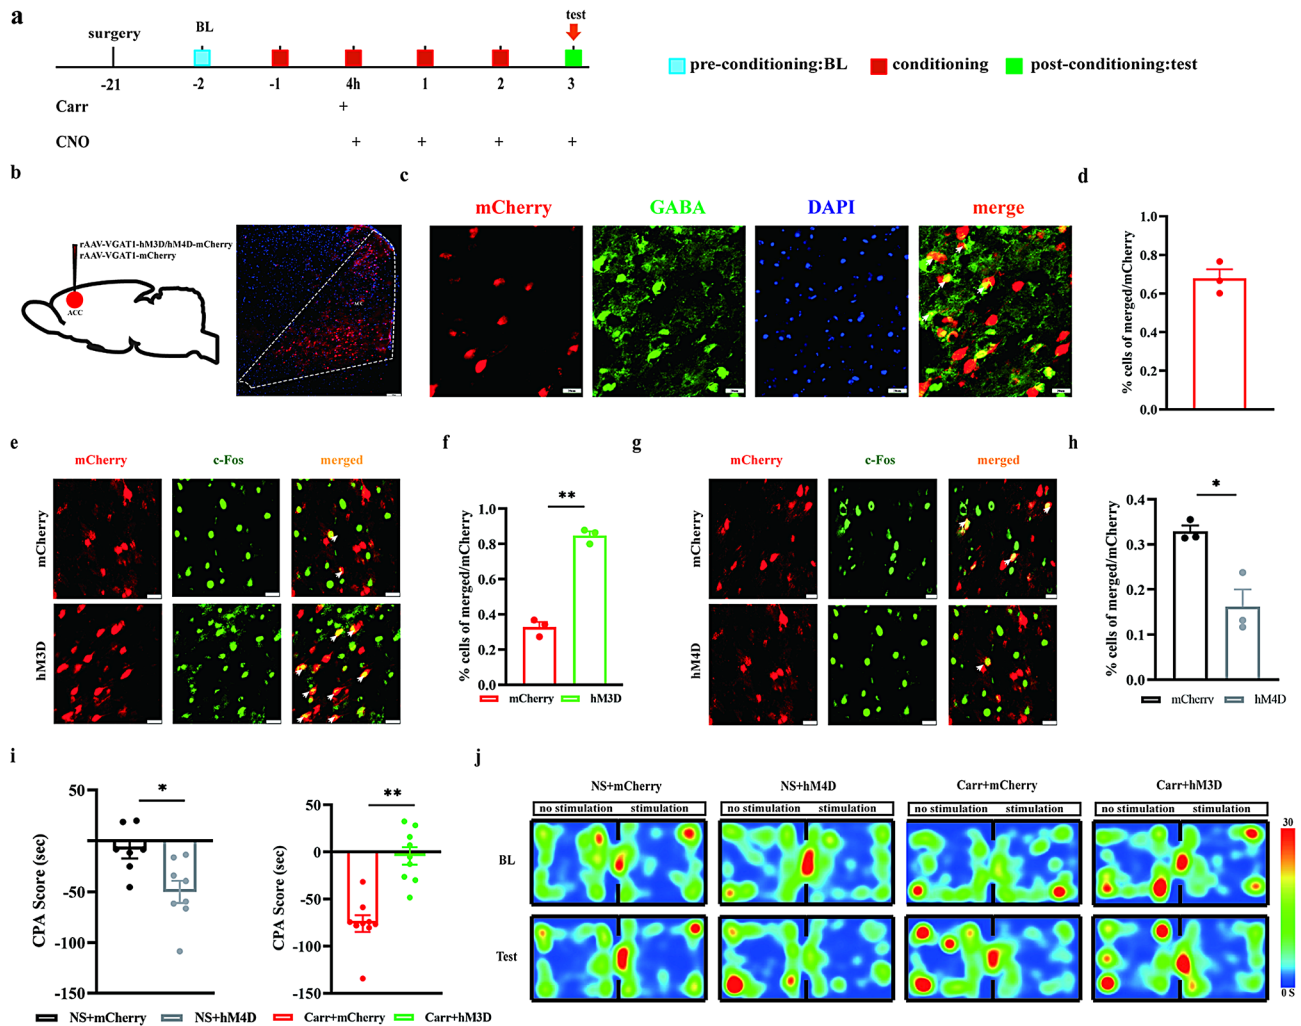 a
surgery
BL
test
-21
-2
-1
4h
1
2
3
Carr
+
CNO
+
+
+
+
pre-conditioning:BL
conditioning
post-conditioning:test
b
rAAV-VGAT1-hM3D/hM4D-mCherry
rAAV-VGAT1-mCherry
ACC
ACC
c
mCherry
GABA
DAPI
merge
d
% cells of merged/mCherry
1.0
0.8
0.6
0.4
0.2
0.0
e
mCherry
c-Fos
merged
mCherry
hM3D
f
% cells of merged/mCherry
1.0
0.8
0.6
0.4
0.2
0.0
**
mCherry
hM3D
g
mCherry
c-Fos
merged
mCherry
hM4D
h
% cells of merged/mCherry
0.4
0.3
0.2
0.1
0.0
*
mCherry
hM4D
i
CPA Score (sec)
50
0
-50
-100
-150
*
CPA Score (sec)
50
0
-50
-100
-150
**
NS+mCherry
NS+hM4D
Carr+mCherry
Carr+hM3D
j
NS+mCherry
NS+hM4D
Carr+mCherry
Carr+hM3D
no stimulation
stimulation
no stimulation
stimulation
no stimulation
stimulation
no stimulation
stimulation
BL
Test
30
0 S